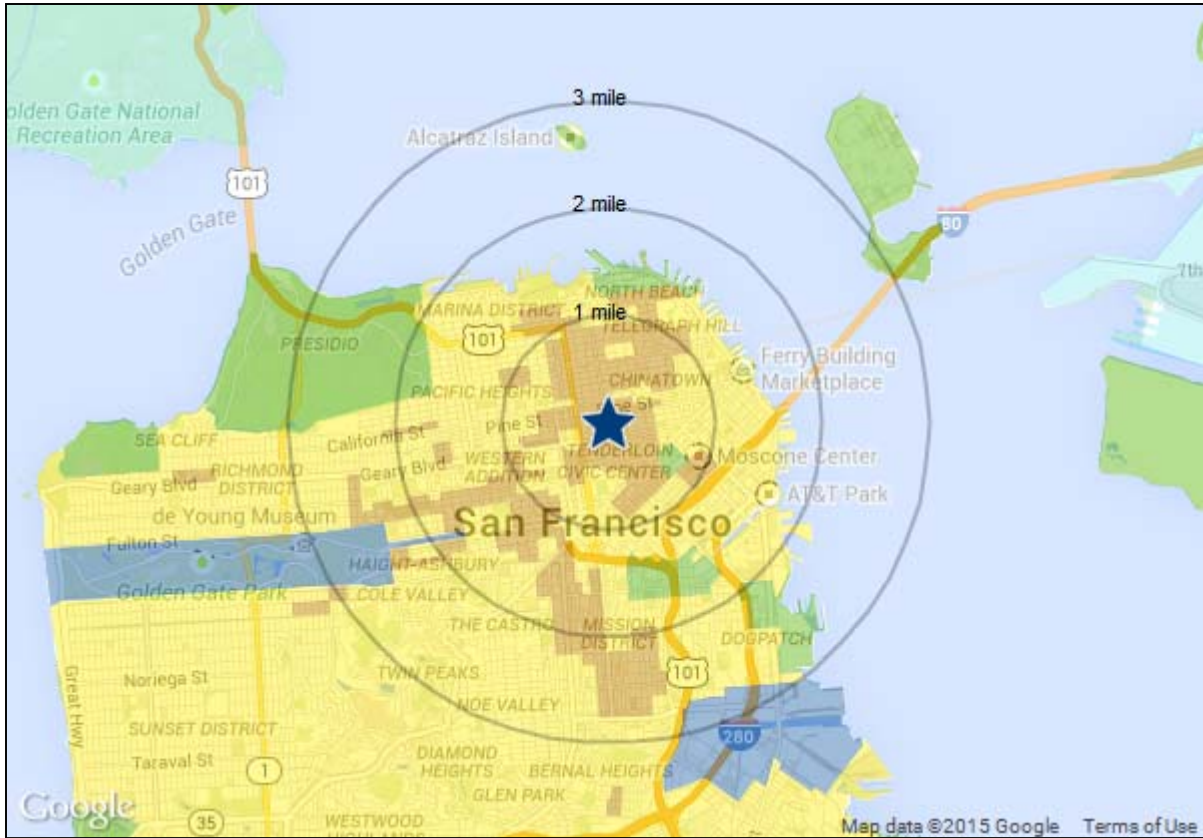 3 mile
olden Gate National
Recreation Area
Alcatraz Island
101
2 mile
80
Golden Gate
7th
NORTH BEACH
MARINA DISTRICT
1 mile
TELEGRAPH HILL
101
PRESIDIO
Ferry Building
Marketplace
CHINATOWN
PACIFIC HEIGHTS
Pine St
California St
SEA CLIFF
TENDERLOIN
Moscone Center
Geary Blvd
WESTERN
ADDITION
CIVIC CENTER
RICHMOND
DISTRICT
Geary Blvd
AT&T Park
de Young Museum
San Francisco
Fulton St
HAIGHT-ASHBURY
Golden Gate Park
COLE VALLEY
THE CASTRO
MISSION
DISTRICT
DOGPATCH
TWIN PEAKS
101
Noriega St
Great Hwy
NOE VALLEY
SUNSET DISTRICT
280
Taraval St
1
DIAMOND
HEIGHTS
BERNAL HEIGHTS
GLEN PARK
Google
35
WESTWOOD
HIGHLANDS
Map data ©2015 Google
Terms of Use